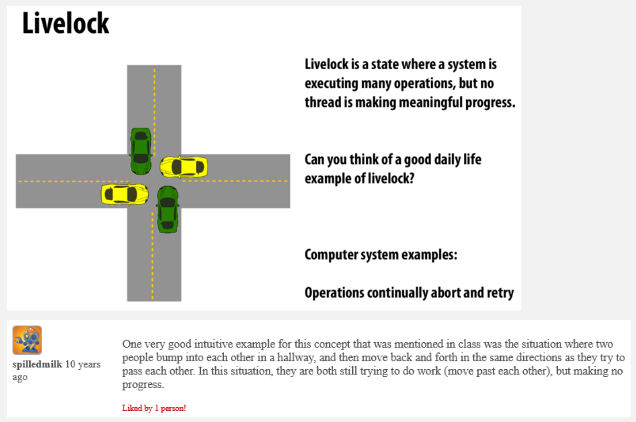 Livelock
Livelock is a state where a system is
executing many operations, but no
thread is making meaningful progress.
Can you think of a good daily life
example of livelock?
Computer system examples:
Operations continually abort and retry
spilledmilk 10 years
ago
One very good intuitive example for this concept that was mentioned in class was the situation where two
people bump into each other in a hallway, and then move back and forth in the same directions as they try to
pass each other. In this situation, they are both still trying to do work (move past each other), but making no
progress.
Liked by 1 person!